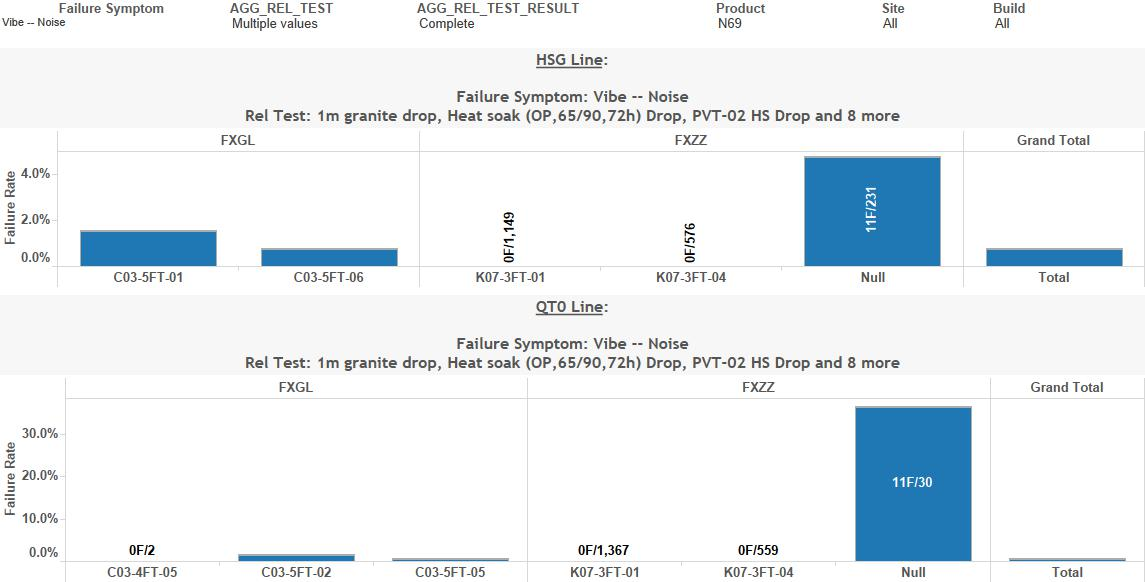 Failure Symptom AGG_REL_TEST AGG_REL_TEST_RESULT Product Site Build
Vibe -- Noise Multiple values Complete N69 All All
HSG Line:
Failure Symptom: Vibe -- Noise
Rel Test: 1m granite drop, Heat soak (OP,65/90,72h) Drop, PVT-02 HS Drop and 8 more
FXGL FXZZ Grand Total
Failure Rate
4.0%
2.0%
0.0%
0F/1,149 0F/576 11F/231
C03-5FT-01 C03-5FT-06 K07-3FT-01 K07-3FT-04 Null Total
QT0 Line:
Failure Symptom: Vibe -- Noise
Rel Test: 1m granite drop, Heat soak (OP,65/90,72h) Drop, PVT-02 HS Drop and 8 more
FXGL FXZZ Grand Total
Failure Rate
30.0%
20.0%
10.0%
0.0%
0F/2 0F/1,367 0F/559 11F/30
C03-4FT-05 C03-5FT-02 C03-5FT-05 K07-3FT-01 K07-3FT-04 Null Total